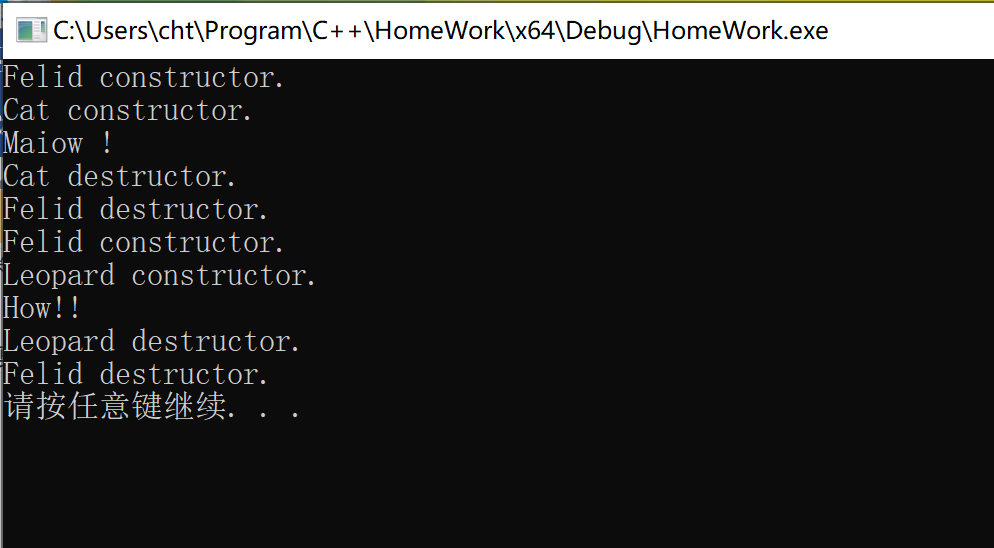 C:\Users\cht\Program\C++\HomeWork\x64\Debug\HomeWork.exe
Felid constructor.
Cat constructor.
Maiow !
Cat destructor.
Felid destructor.
Felid constructor.
Leopard constructor.
How!!
Leopard destructor.
Felid destructor.
请按任意键继续. . .